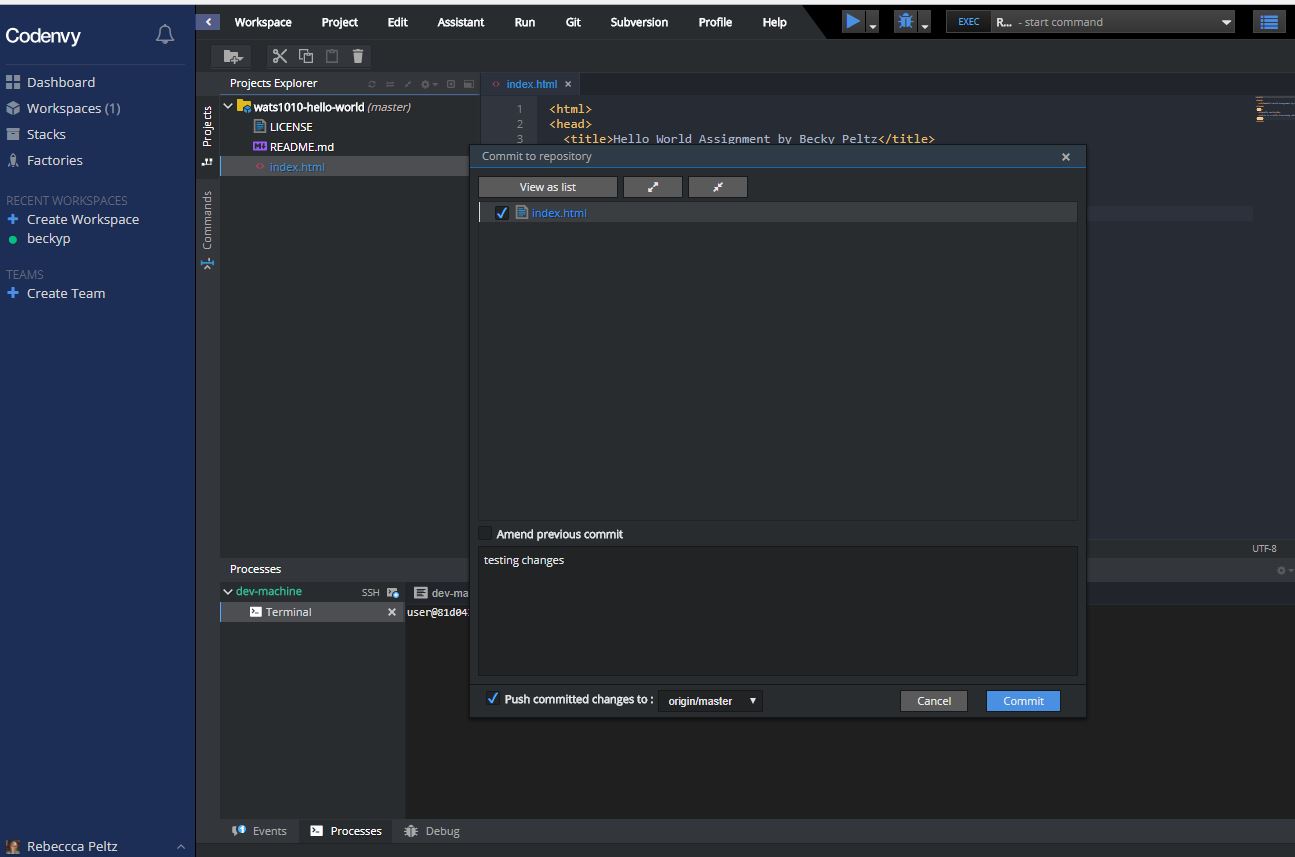 Codenvy
Dashboard
Workspaces (1)
Stacks
Factories
RECENT WORKSPACES
Create Workspace
beckyp
TEAMS
Create Team
Rebeccca Peltz
Workspace Project Edit Assistant Run Git Subversion Profile Help
EXEC R... - start command
Projects Explorer
index.html
Projects
Commands
wats1010-hello-world (master)
LICENSE
README.md
index.html
1 <html>
2 <head>
3 <title>Hello World Assignment by Becky Peltz</title>
Commit to repository
View as list
index.html
Amend previous commit
testing changes
Push committed changes to : origin/master
Cancel Commit
UTF-8
Processes
dev-machine SSH
dev-ma
Terminal
user@81d04
Events Processes Debug